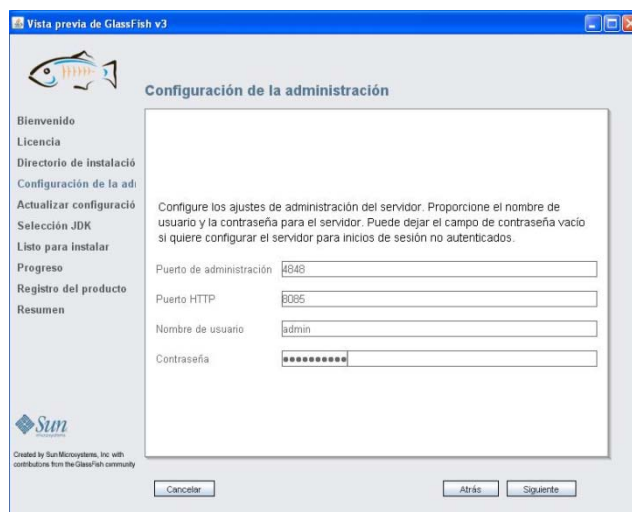 Vista previa de GlassFish v3
Configuración de la administración
Bienvenido
Licencia
Directorio de instalació
Configuración de la adi
Actualizar configuració
Selección JDK
Listo para instalar
Progreso
Registro del producto
Resumen
Configure los ajustes de administración del servidor. Proporcione el nombre de
usuario y la contraseña para el servidor. Puede dejar el campo de contraseña vacío
si quiere configurar el servidor para inicios de sesión no autenticados.
Puerto de administración 4848
Puerto HTTP 8085
Nombre de usuario admin
Contraseña ●●●●●●●●●●
Sun
microsystems
Created by Sun Microsystems, Inc with
contributions from the GlassFish community
Cancelar Atrás Siguiente